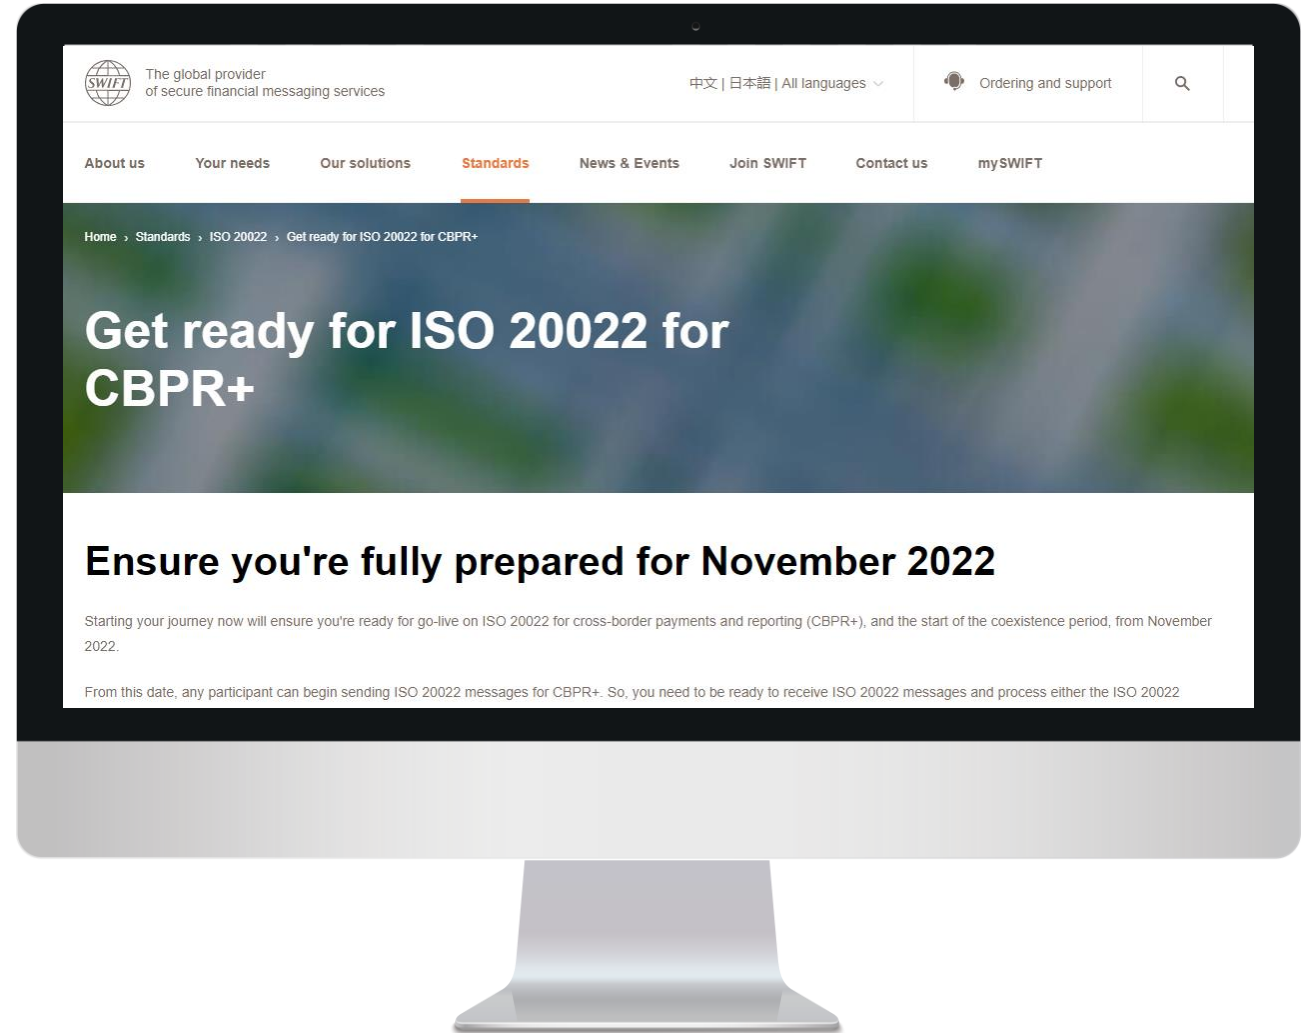 SWIFT
The global provider
of secure financial messaging services
中文 | 日本語 | All languages
Ordering and support
About us Your needs Our solutions Standards News & Events Join SWIFT Contact us mySWIFT
Home › Standards › ISO 20022 › Get ready for ISO 20022 for CBPR+
Get ready for ISO 20022 for
CBPR+
Ensure you're fully prepared for November 2022
Starting your journey now will ensure you're ready for go-live on ISO 20022 for cross-border payments and reporting (CBPR+), and the start of the coexistence period, from November
2022.
From this date, any participant can begin sending ISO 20022 messages for CBPR+. So, you need to be ready to receive ISO 20022 messages and process either the ISO 20022